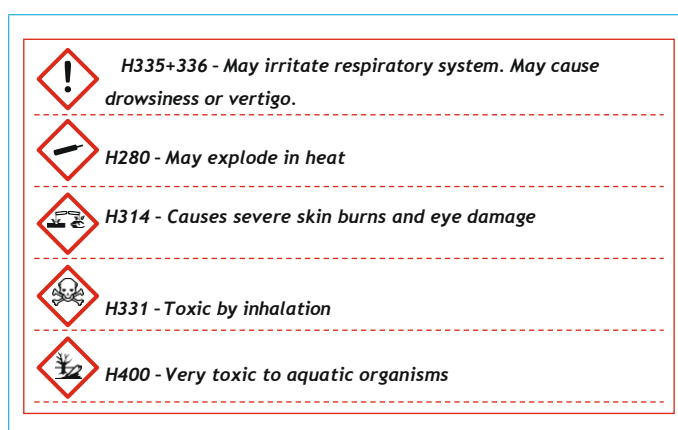 H335+336 – May irritate respiratory system. May cause
drowsiness or vertigo.
H280 – May explode in heat
H314 – Causes severe skin burns and eye damage
H331 – Toxic by inhalation
H400 – Very toxic to aquatic organisms